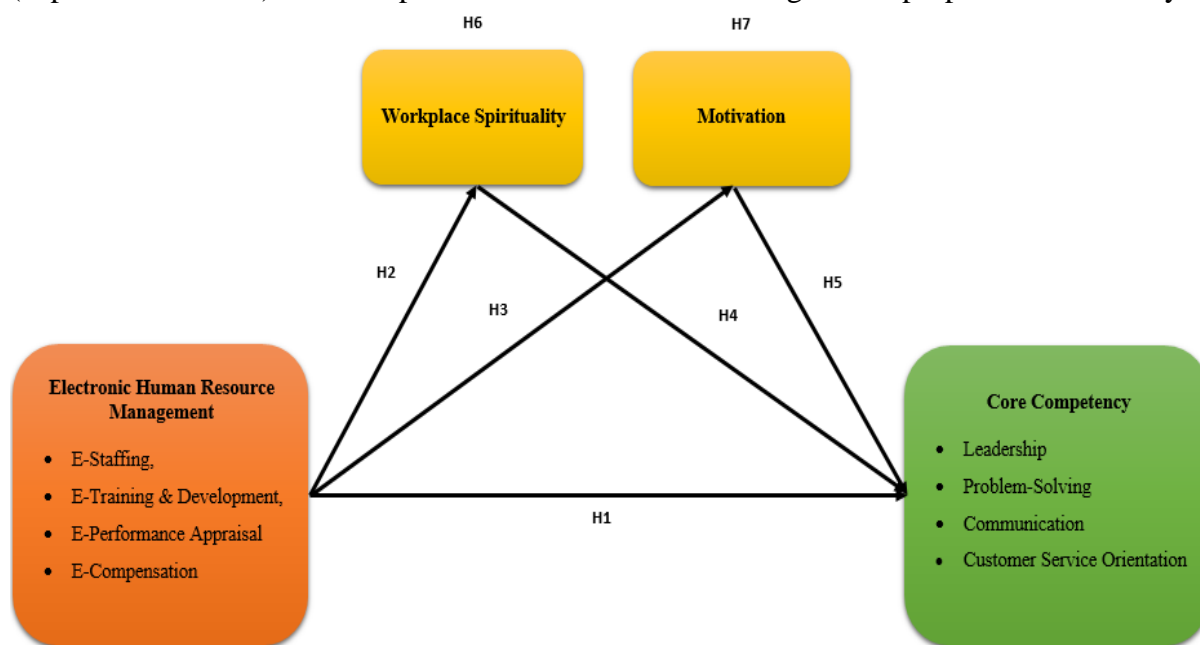 H6
H7
Workplace Spirituality
Motivation
H2
H3
H4
H5
Electronic Human Resource
Management
• E-Staffing,
• E-Training & Development,
• E-Performance Appraisal
• E-Compensation
H1
Core Competency
• Leadership
• Problem-Solving
• Communication
• Customer Service Orientation